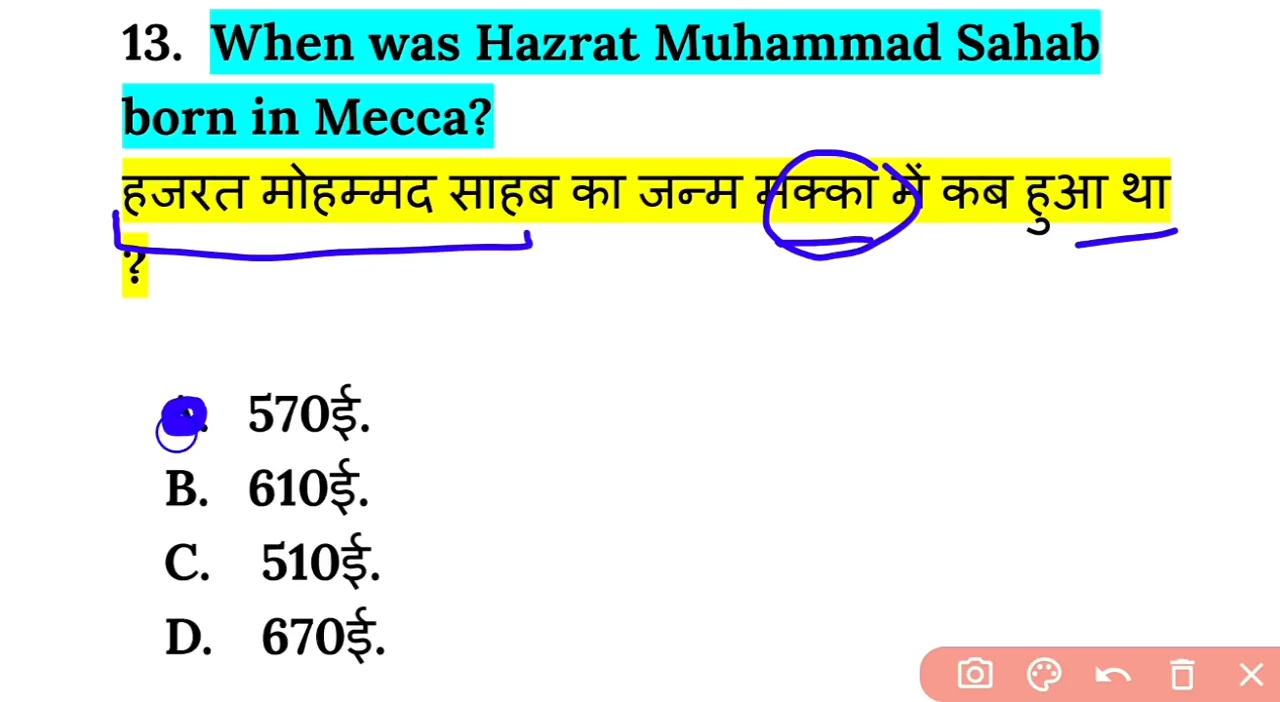 13. When was Hazrat Muhammad Sahab
born in Mecca?
हजरत मोहम्मद साहब का जन्म मक्का में कब हुआ था
?
570ई.
B. 610ई.
C. 510ई.
D. 670ई.